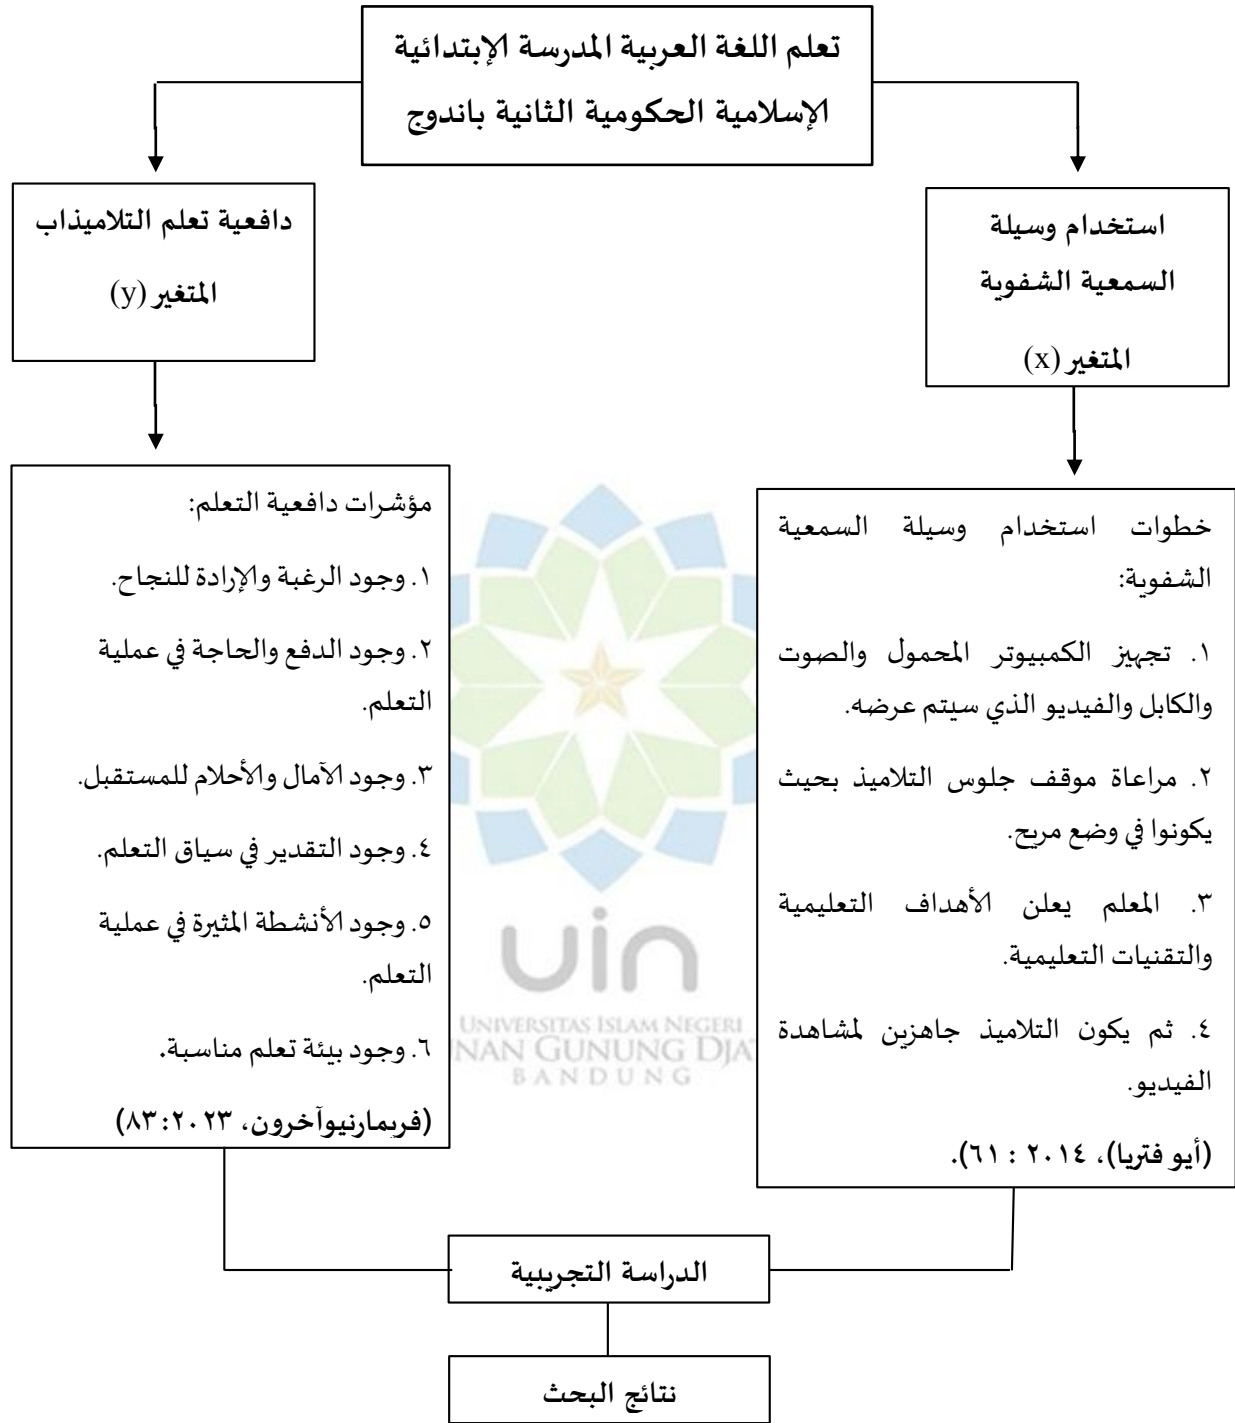 تعلم اللغة العربية المدرسة الإبتدائية
الإسلامية الحكومية الثانية باندوج
استخدام وسيلة
السمعية الشفوية
المتغير (x)
دافعية تعلم التلاميذاب
المتغير (y)
خطوات استخدام وسيلة السمعية
الشفوية:
١. تجهيز الكمبيوتر المحمول والصوت
والكابل والفيديو الذي سيتم عرضه.
٢. مراعاة موقف جلوس التلاميذ بحيث
يكونوا في وضع مريح.
٣. المعلم يعلن الأهداف التعليمية
والتقنيات التعليمية.
٤. ثم يكون التلاميذ جاهزين لمشاهدة
الفيديو.
(أيو فتريا)، ٢٠١٤ : ٦١).
مؤشرات دافعية التعلم:
١. وجود الرغبة والإرادة للنجاح.
٢. وجود الدفع والحاجة في عملية
التعلم.
٣. وجود الآمال والأحلام للمستقبل.
٤. وجود التقدير في سياق التعلم.
٥. وجود الأنشطة المثيرة في عملية
التعلم.
٦. وجود بيئة تعلم مناسبة.
(فريمارنيوآخرون، ٢٠٢٣:٨٣)
uin
UNIVERSITAS ISLAM NEGERI
NAN GUNUNG DJA
BANDUNG
الدراسة التجريبية
نتائج البحث